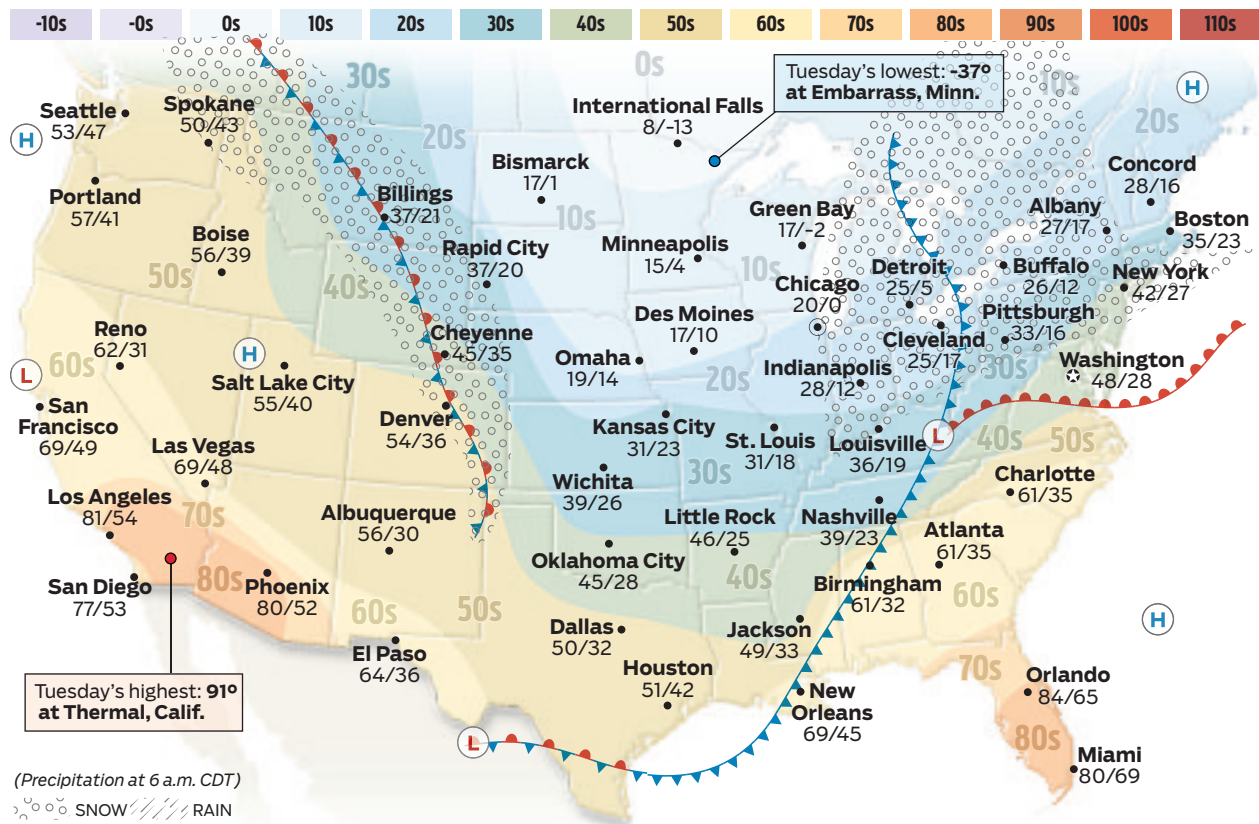 -10s -0s 0s 10s 20s 30s 40s 50s 60s 70s 80s 90s 100s 110s
Tuesday's lowest: -37º
at Embarrass, Minn.
0s
10s
30s
20s
20s
H
H
Seattle
53/47
Spokane
50/43
International Falls
8/-13
Bismarck
17/1
Concord
28/16
Portland
57/41
Billings
37/21
Green Bay
17/-2
Albany
27/17
Boston
35/23
10s
Boise
56/39
Rapid City
37/20
Minneapolis
15/4
10s
Detroit
25/5
Buffalo
26/12
New York
42/27
50s
40s
Chicago
20/0
Des Moines
17/10
Pittsburgh
33/16
Reno
62/31
H
Cheyenne
45/35
Cleveland
25/17
60s
L
Salt Lake City
55/40
Omaha
19/14
20s
Indianapolis
28/12
30s
Washington
48/28
San
Francisco
69/49
Denver
54/36
Kansas City
31/23
St. Louis
31/18
Louisville
36/19
L
40s
50s
Las Vegas
69/48
Wichita
39/26
30s
Charlotte
61/35
Los Angeles
81/54
70s
Albuquerque
56/30
Little Rock
46/25
Nashville
39/23
Atlanta
61/35
Oklahoma City
45/28
40s
San Diego
77/53
80s
Phoenix
80/52
60s
50s
Birmingham
61/32
60s
H
Dallas
50/32
Jackson
49/33
El Paso
64/36
Houston
51/42
70s
Orlando
84/65
New
Orleans
69/45
Tuesday's highest: 91º
at Thermal, Calif.
L
80s
Miami
80/69
(Precipitation at 6 a.m. CDT)
SNOW RAIN